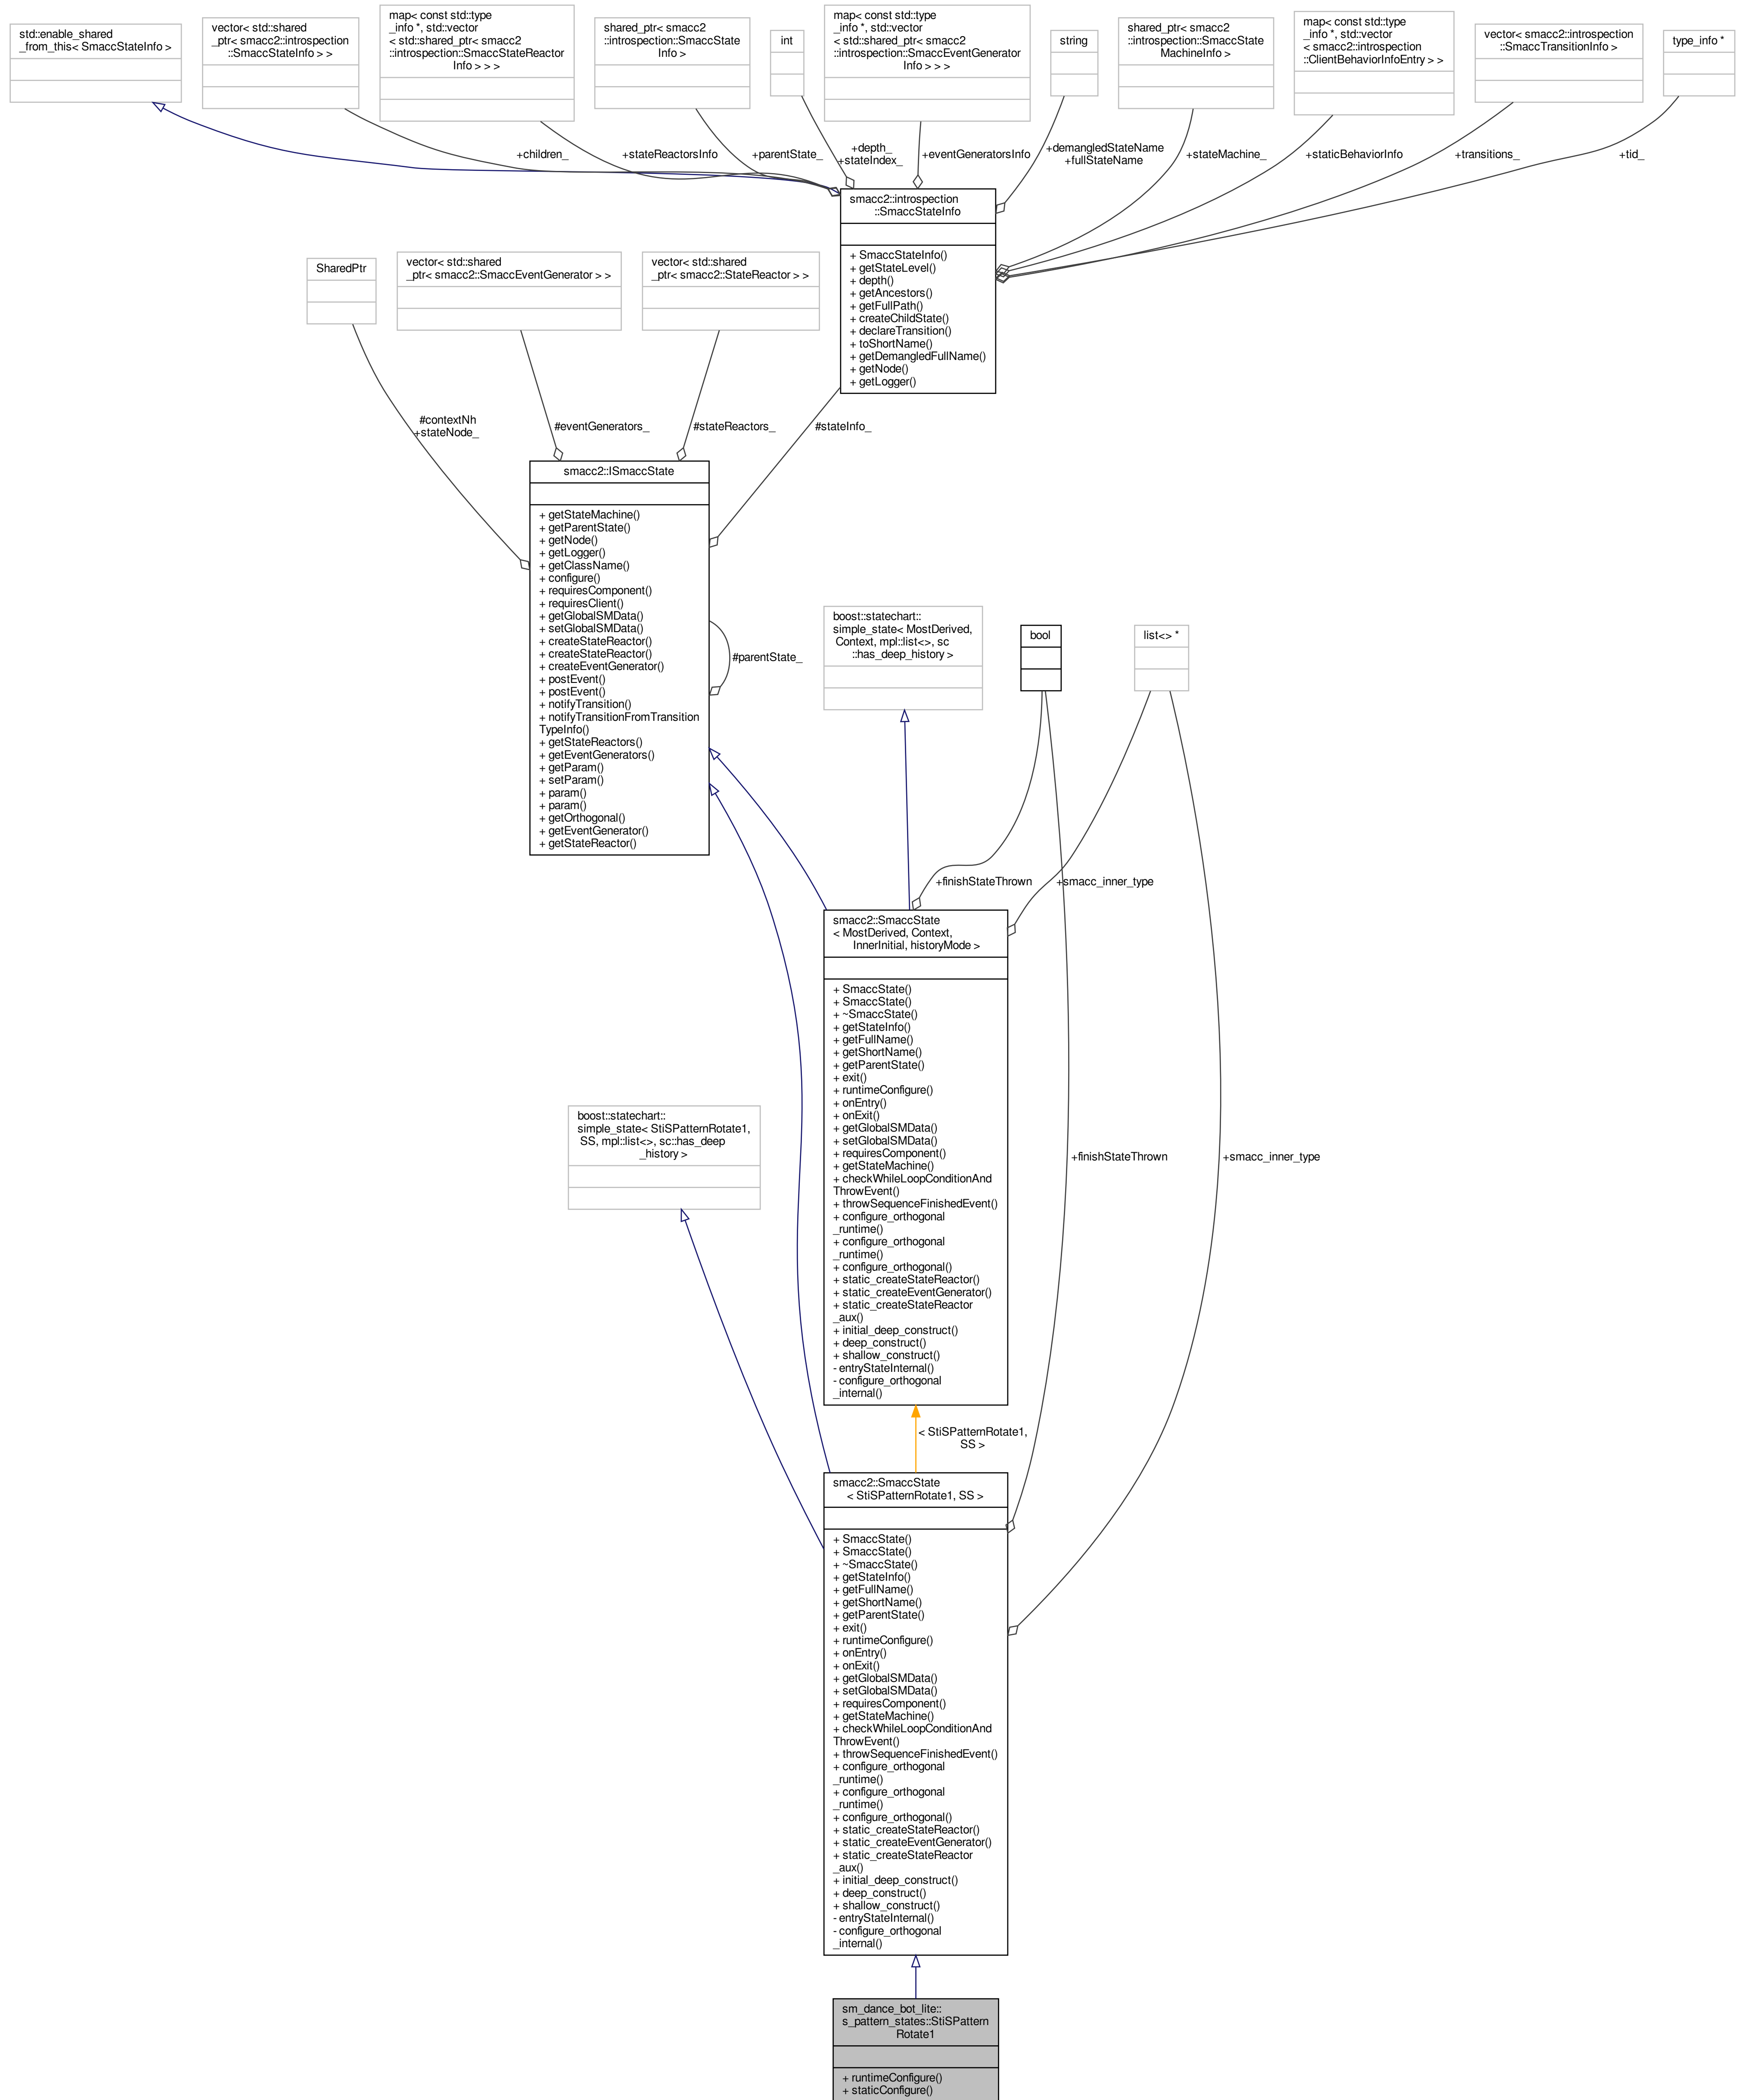 std::enable_shared
_from_this< SmaccStateInfo >
vector< std::shared
_ptr< smacc2::introspection
::SmaccStateInfo > >
map< const std::type
_info *, std::vector
< std::shared_ptr< smacc2
::introspection::SmaccStateReactor
Info > > >
shared_ptr< smacc2
::introspection::SmaccState
Info >
int
map< const std::type
_info *, std::vector
< std::shared_ptr< smacc2
::introspection::SmaccEventGenerator
Info > > >
string
shared_ptr< smacc2
::introspection::SmaccState
MachineInfo >
map< const std::type
_info *, std::vector
< smacc2::introspection
::ClientBehaviorInfoEntry > >
vector< smacc2::introspection
::SmaccTransitionInfo >
type_info *
+children_
+stateReactorsInfo
+parentState_
+depth_
+stateIndex_
+eventGeneratorsInfo
+demangledStateName
+fullStateName
+stateMachine_
+staticBehaviorInfo
+transitions_
+tid_
smacc2::introspection
::SmaccStateInfo
+ SmaccStateInfo()
+ getStateLevel()
+ depth()
+ getAncestors()
+ getFullPath()
+ createChildState()
+ declareTransition()
+ toShortName()
+ getDemangledFullName()
+ getNode()
+ getLogger()
SharedPtr
vector< std::shared
_ptr< smacc2::SmaccEventGenerator > >
vector< std::shared
_ptr< smacc2::StateReactor > >
#contextNh
+stateNode_
#eventGenerators_
#stateReactors_
#stateInfo_
smacc2::ISmaccState
+ getStateMachine()
+ getParentState()
+ getNode()
+ getLogger()
+ getClassName()
+ configure()
+ requiresComponent()
+ requiresClient()
+ getGlobalSMData()
+ setGlobalSMData()
+ createStateReactor()
+ createStateReactor()
+ createEventGenerator()
+ postEvent()
+ postEvent()
+ notifyTransition()
+ notifyTransitionFromTransition
TypeInfo()
+ getStateReactors()
+ getEventGenerators()
+ getParam()
+ setParam()
+ param()
+ param()
+ getOrthogonal()
+ getEventGenerator()
+ getStateReactor()
#parentState_
boost::statechart::
simple_state< MostDerived,
Context, mpl::list<>, sc
::has_deep_history >
bool
list<> *
+finishStateThrown
+smacc_inner_type
smacc2::SmaccState
< MostDerived, Context,
InnerInitial, historyMode >
+ SmaccState()
+ SmaccState()
+ ~SmaccState()
+ getStateInfo()
+ getFullName()
+ getShortName()
+ getParentState()
+ exit()
+ runtimeConfigure()
+ onEntry()
+ onExit()
+ getGlobalSMData()
+ setGlobalSMData()
+ requiresComponent()
+ getStateMachine()
+ checkWhileLoopConditionAnd
ThrowEvent()
+ throwSequenceFinishedEvent()
+ configure_orthogonal
_runtime()
+ configure_orthogonal
_runtime()
+ configure_orthogonal()
+ static_createStateReactor()
+ static_createEventGenerator()
+ static_createStateReactor
_aux()
+ initial_deep_construct()
+ deep_construct()
+ shallow_construct()
- entryStateInternal()
- configure_orthogonal
_internal()
boost::statechart::
simple_state< StiSPatternRotate1,
SS, mpl::list<>, sc::has_deep
_history >
+finishStateThrown
+smacc_inner_type
< StiSPatternRotate1,
SS >
smacc2::SmaccState
< StiSPatternRotate1, SS >
+ SmaccState()
+ SmaccState()
+ ~SmaccState()
+ getStateInfo()
+ getFullName()
+ getShortName()
+ getParentState()
+ exit()
+ runtimeConfigure()
+ onEntry()
+ onExit()
+ getGlobalSMData()
+ setGlobalSMData()
+ requiresComponent()
+ getStateMachine()
+ checkWhileLoopConditionAnd
ThrowEvent()
+ throwSequenceFinishedEvent()
+ configure_orthogonal
_runtime()
+ configure_orthogonal
_runtime()
+ configure_orthogonal()
+ static_createStateReactor()
+ static_createEventGenerator()
+ static_createStateReactor
_aux()
+ initial_deep_construct()
+ deep_construct()
+ shallow_construct()
- entryStateInternal()
- configure_orthogonal
_internal()
sm_dance_bot_lite::
s_pattern_states::StiSPattern
Rotate1
+ runtimeConfigure()
+ staticConfigure()